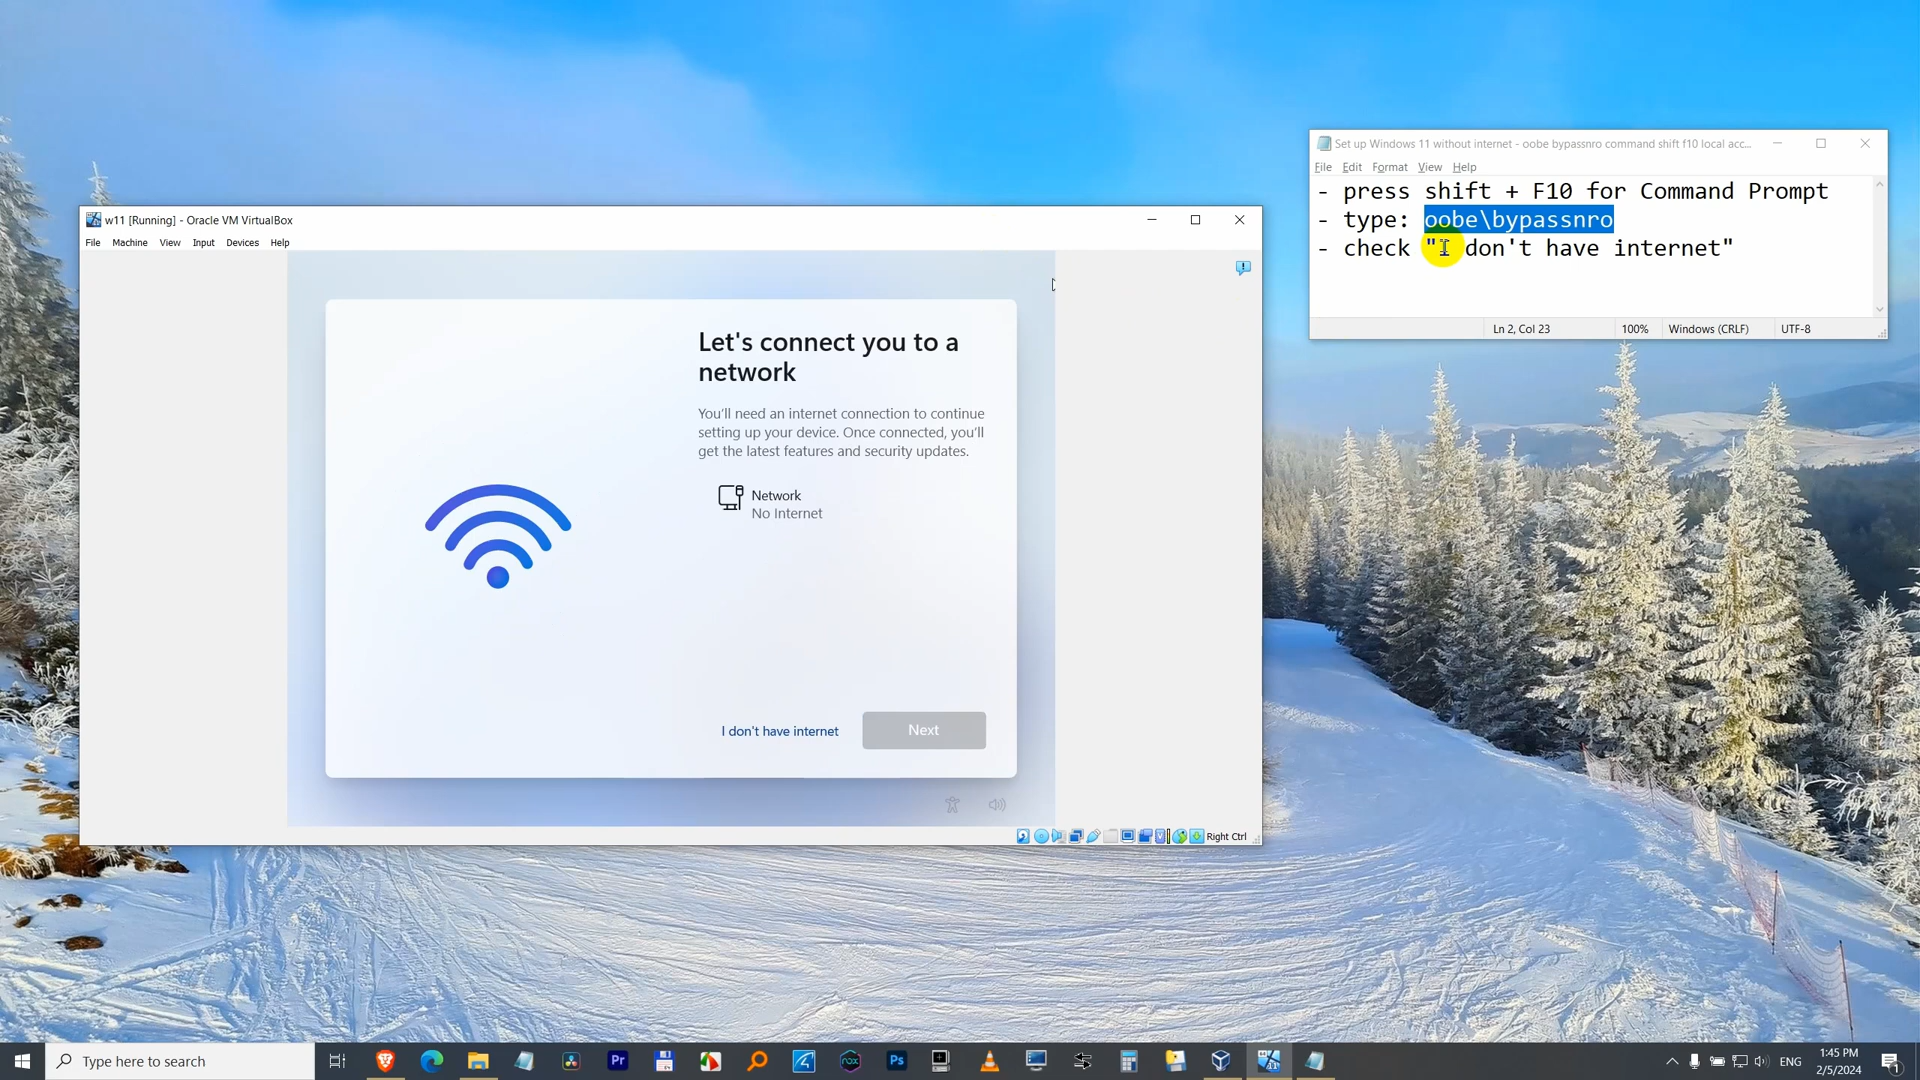 Set up Windows 11 without internet - oobe bypassnro command shift f10 local acc...
File Edit Format View Help
- press shift + F10 for Command Prompt
- type: oobe\bypassnro
- check "I don't have internet"
Ln 2, Col 23 100% Windows (CRLF) UTF-8
w11 [Running] - Oracle VM VirtualBox
File Machine View Input Devices Help
Let's connect you to a
network
You'll need an internet connection to continue
setting up your device. Once connected, you'll
get the latest features and security updates.
Network
No Internet
I don't have internet Next
Right Ctrl
Type here to search
Pr
nox
Ps
ENG
1:45 PM
2/5/2024
1